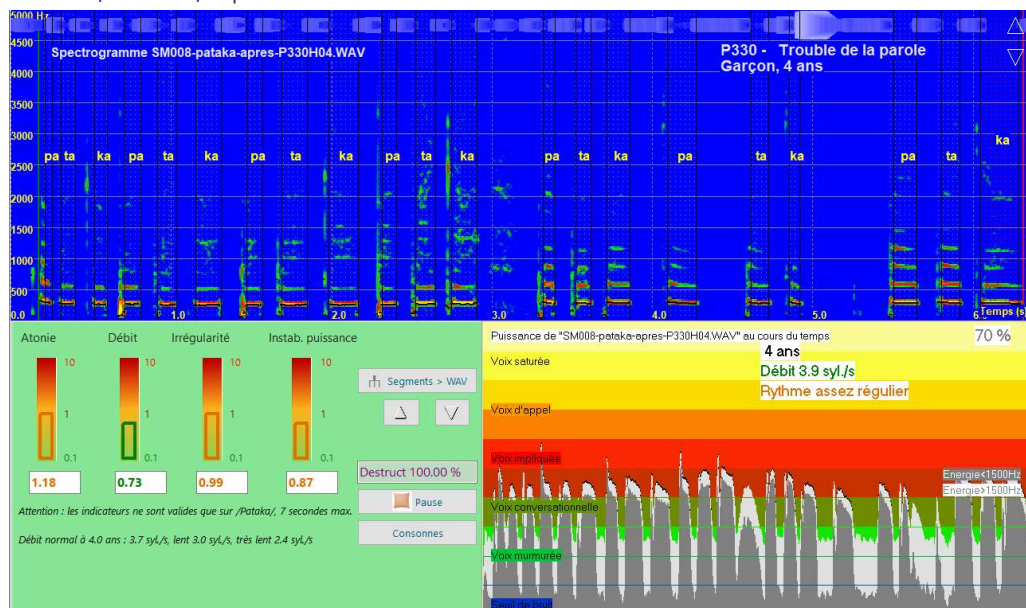 5000 Hz
4500
Spectrogramme SM008-pataka-apres-P330H04.WAV
P330 - Trouble de la parole
Garçon, 4 ans
4000
3500
3000
ka
pa ta ka pa ta ka pa ta ka pa ta ka pa ta ka pa ta ka pa ta
2500
2000
1500
1000
500
0.0 1.0 2.0 3.0 4.0 5.0 Temps (s)
Atonie Débit Irrégularité Instab. puissance
10 10 10 10
1 1 1 1
0.1 0.1 0.1 0.1
1.18 0.73 0.99 0.87
Attention : les indicateurs ne sont valides que sur /Pataka/, 7 secondes max.
Débit normal à 4.0 ans : 3.7 syl./s, lent 3.0 syl./s, très lent 2.4 syl./s
Segments > WAV
Destruct 100.00 %
Pause
Consonnes
Puissance de "SM008-pataka-apres-P330H04.WAV" au cours du temps
70 %
4 ans
Voix saturée
Débit 3.9 syl./s
Rythme assez régulier
Voix d'appel
Voix impliquée
Energie<1500Hz
Energie>1500Hz
Voix conversationnelle
Voix murmurée
Seuil de bruit